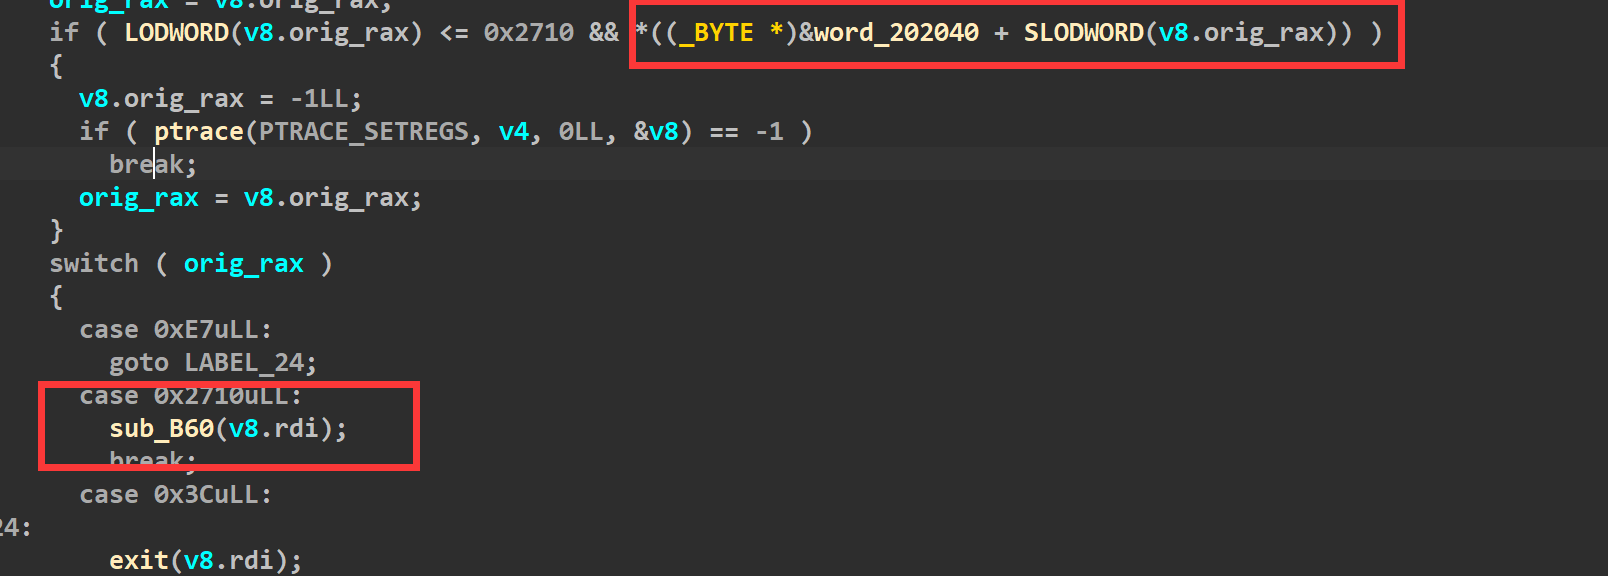 orig_rax = v8.orig_rax;
if ( LODWORD(v8.orig_rax) <= 0x2710 && *((_BYTE *)&word_202040 + SLODWORD(v8.orig_rax)) )
{
v8.orig_rax = -1LL;
if ( ptrace(PTRACE_SETREGS, v4, 0LL, &v8) == -1 )
break;
orig_rax = v8.orig_rax;
}
switch ( orig_rax )
{
case 0xE7uLL:
goto LABEL_24;
case 0x2710uLL:
sub_B60(v8.rdi);
break;
case 0x3CuLL:
24:
exit(v8.rdi);